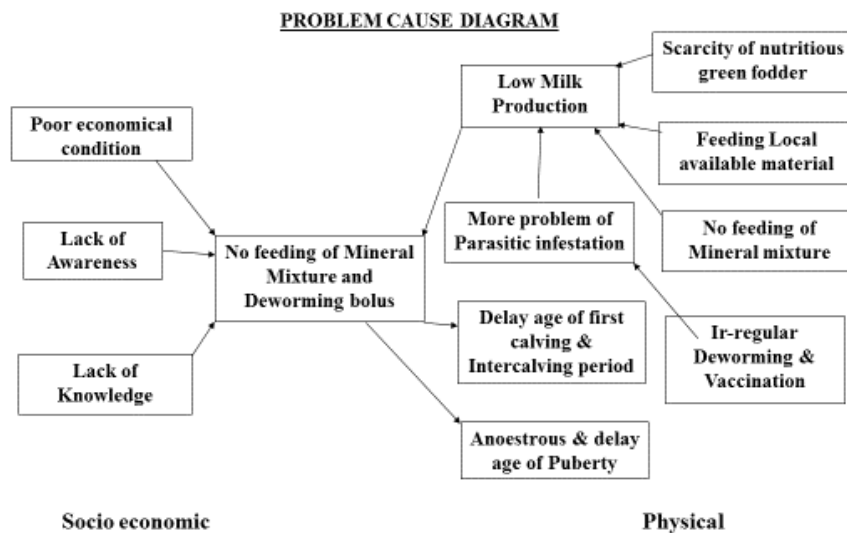 PROBLEM CAUSE DIAGRAM
Scarcity of nutritious
green fodder
Low Milk
Production
Poor economical
condition
Feeding Local
available material
More problem of
Parasitic infestation
No feeding of
Mineral mixture
Lack of
Awareness
No feeding of Mineral
Mixture and
Deworming bolus
Delay age of first
calving &
Intercalving period
Ir-regular
Deworming &
Vaccination
Lack of
Knowledge
Anoestrous & delay
age of Puberty
Socio economic
Physical